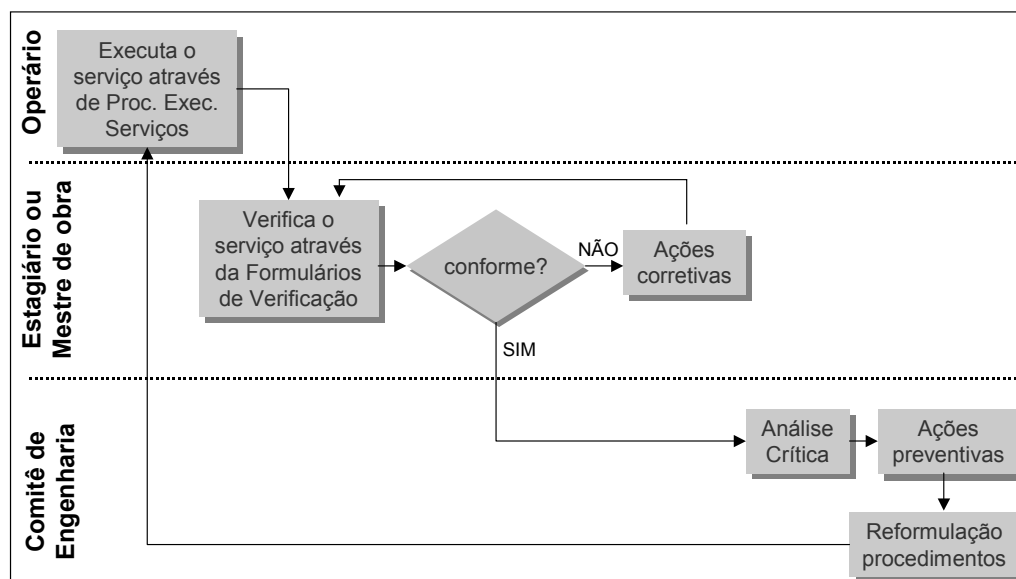 Operário
Executa o
serviço através
de Proc. Exec.
Serviços
Estagiário ou
Mestre de obra
Verifica o
serviço através
da Formulários
de Verificação
conforme?
NÃO
Ações
corretivas
SIM
Comitê de
Engenharia
Análise
Crítica
Ações
preventivas
Reformulação
procedimentos